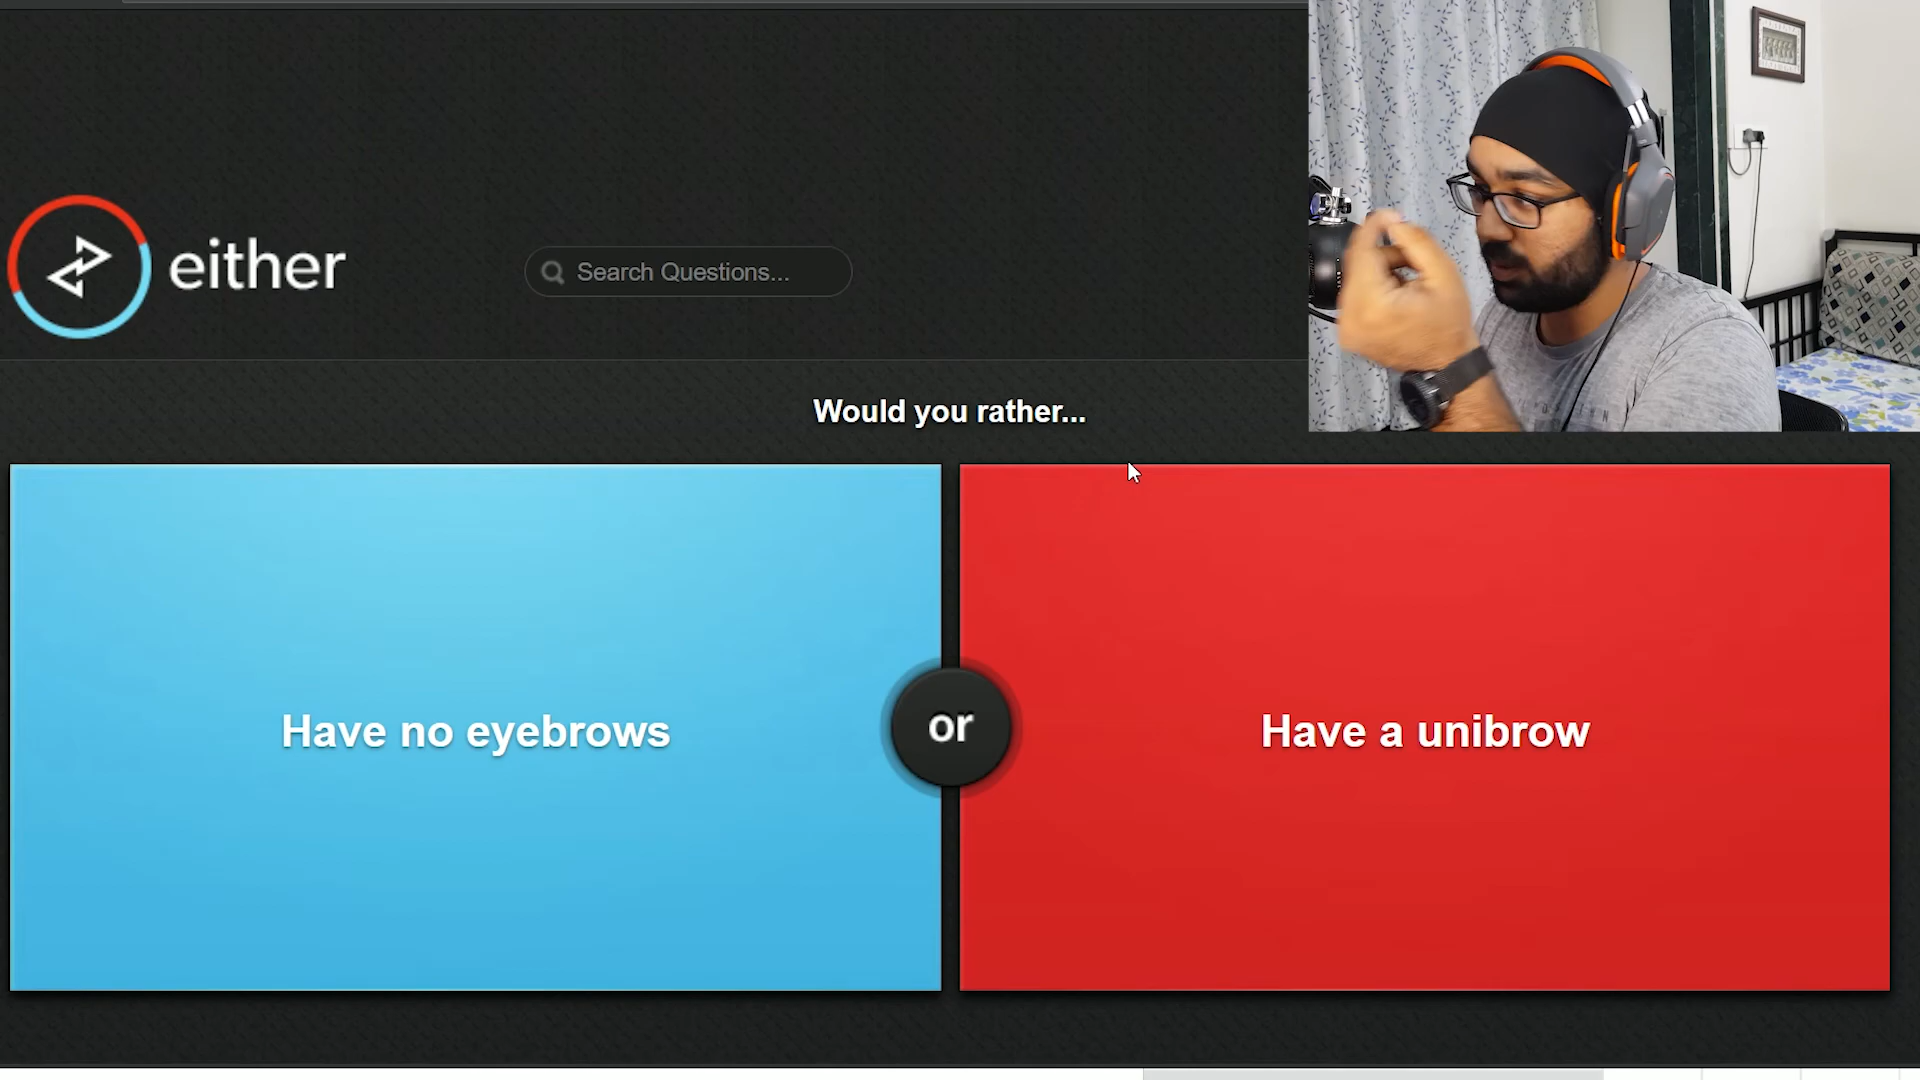 either
Search Questions...
Would you rather...
Have no eyebrows
or
Have a unibrow